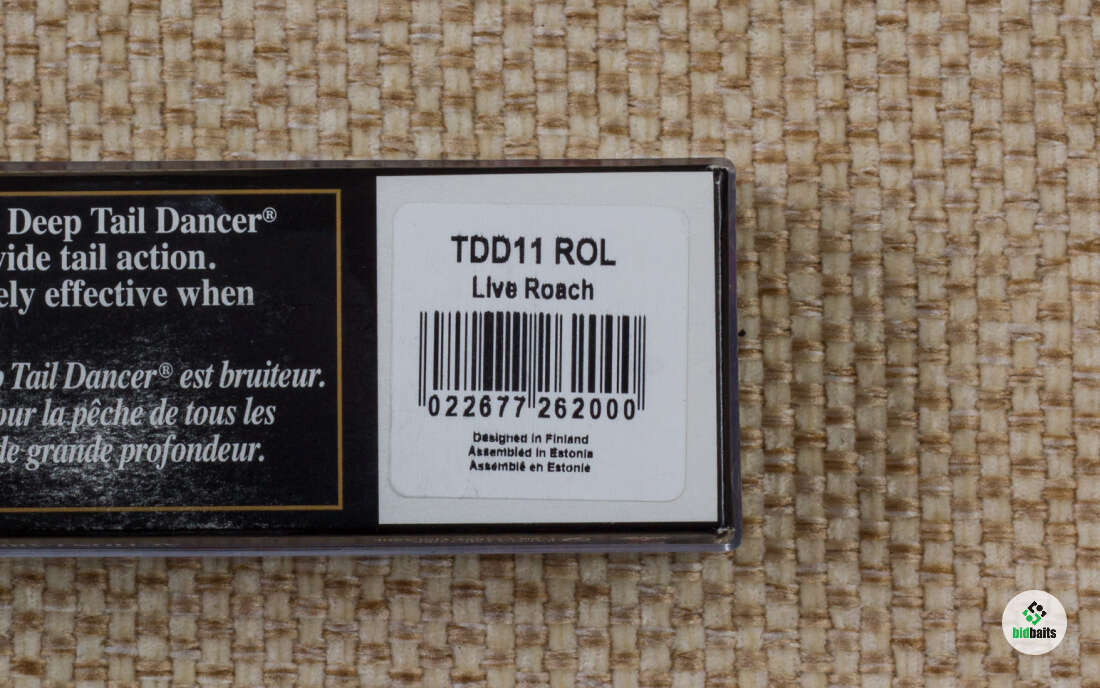 Deep Tail Dancer®
vide tail action.
ely effective when
Tail Dancer® est bruiteur.
our la pêche de tous les
de grande profondeur.
TDD11 ROL
Live Roach
022677 262000
Designed in Finland
Assembled in Estonia
Assemblé en Estonie
bidbaits